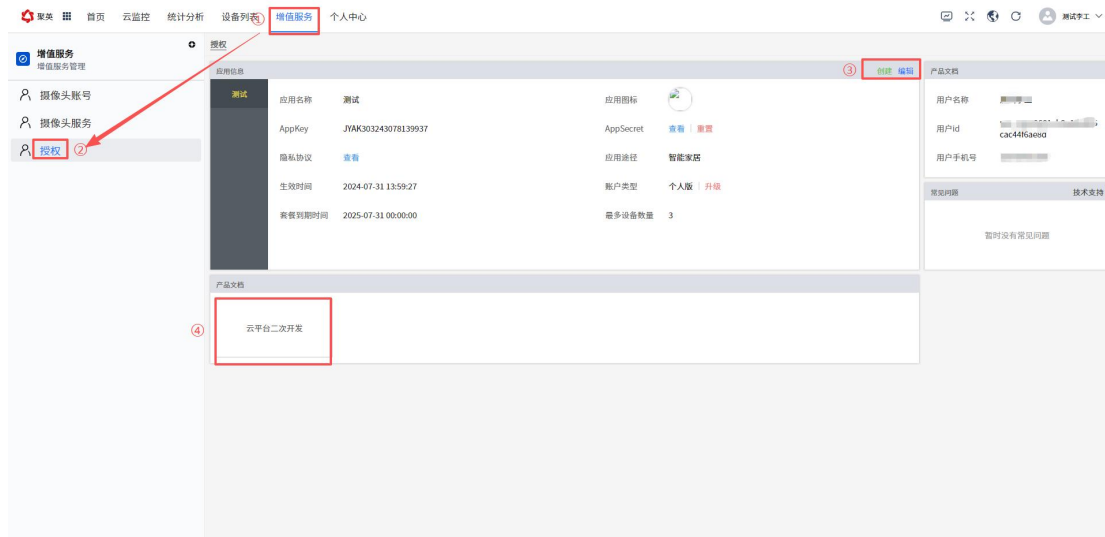 聚英 首页 云监控 统计分析 设备列表 ① 增值服务 个人中心 测试李工
增值服务
增值服务管理
摄像头账号
摄像头服务
授权 ②
授权
应用信息 ③ 创建 编辑
测试
应用名称 测试 应用图标
AppKey JYAK303243078139937 AppSecret 查看 重置
隐私协议 查看 应用途径 智能家居
生效时间 2024-07-31 13:59:27 账户类型 个人版 升级
套餐到期时间 2025-07-31 00:00:00 最多设备数量 3
产品文档
④ 云平台二次开发
产品文档
用户名称
用户id
cac44f6ae8d
用户手机号
常见问题 技术支持
暂时没有常见问题